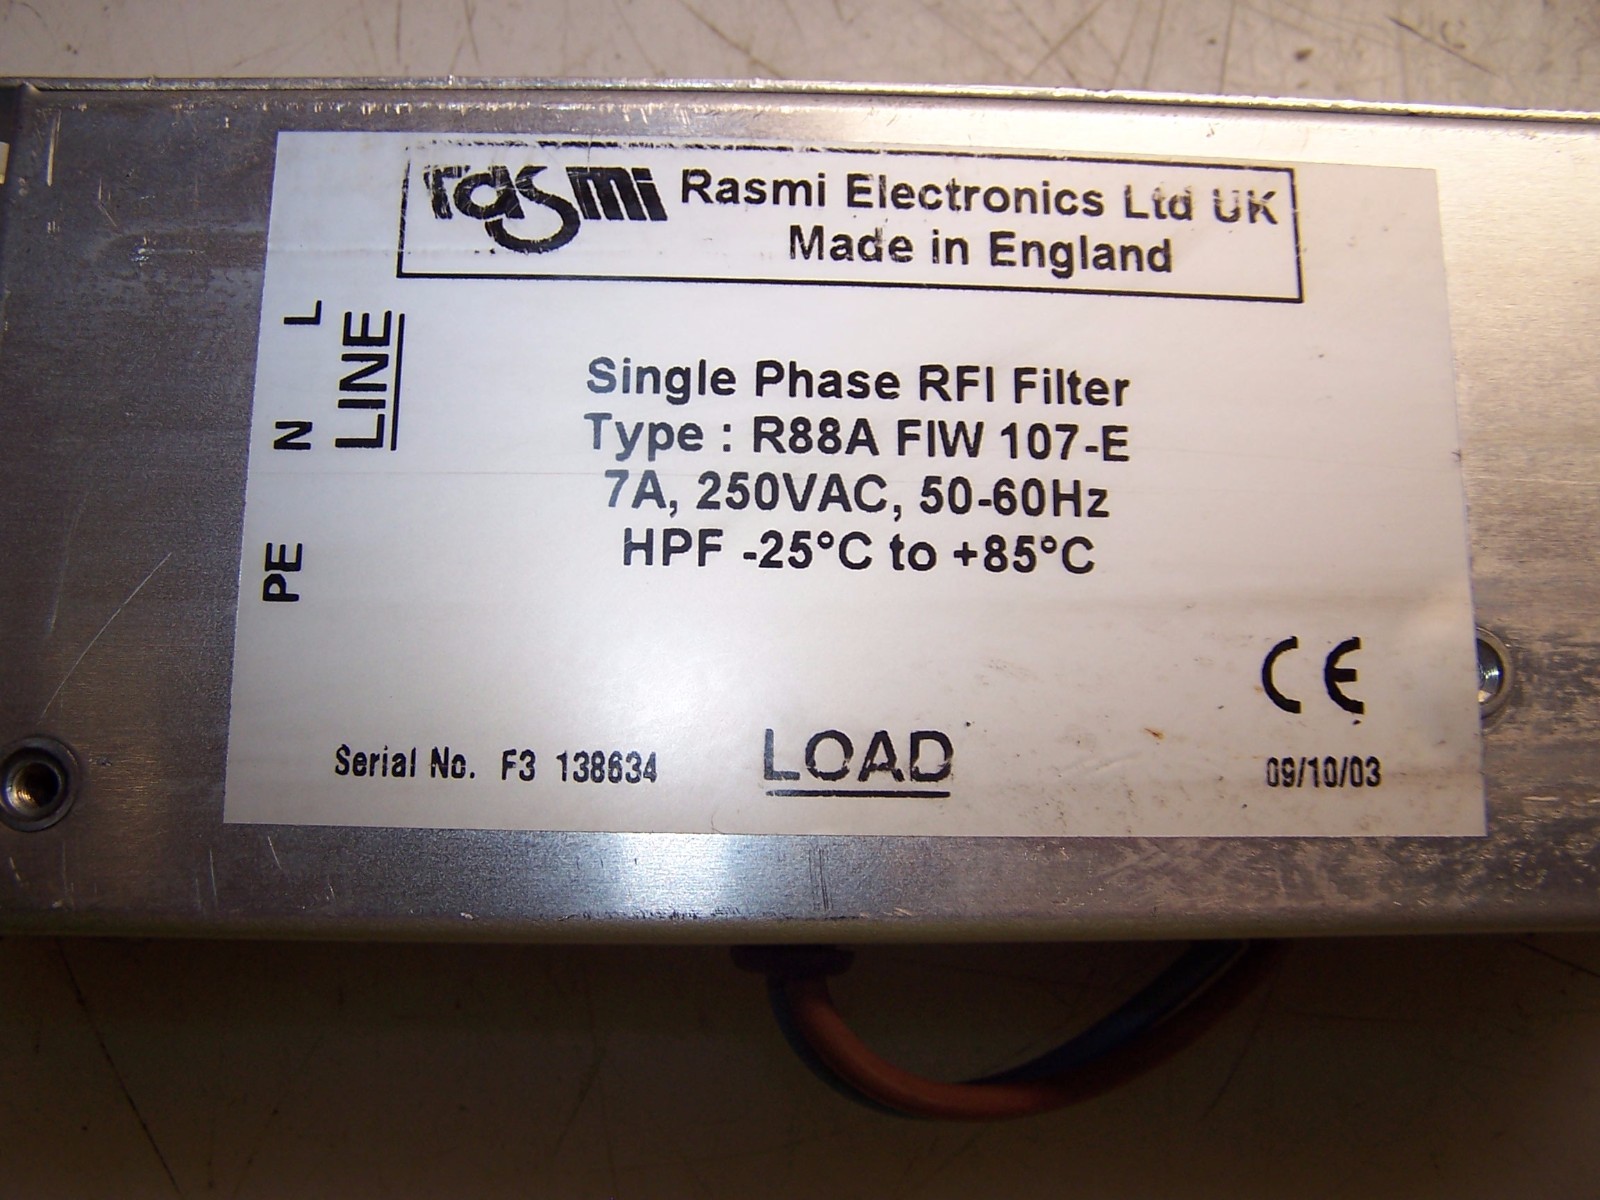 rasmi Rasmi Electronics Ltd UK
Made in England
L
N
PE
LINE
Single Phase RFI Filter
Type : R88A FIW 107-E
7A, 250VAC, 50-60Hz
HPF -25°C to +85°C
CE
Serial No. F3 138634
LOAD
09/10/03